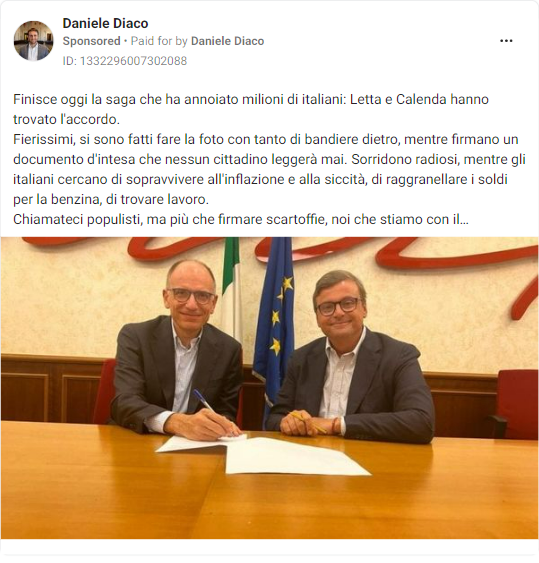 Daniele Diaco
Sponsored • Paid for by Daniele Diaco
ID: 1332296007302088
Finisce oggi la saga che ha annoiato milioni di italiani: Letta e Calenda hanno
trovato l'accordo.
Fierissimi, si sono fatti fare la foto con tanto di bandiere dietro, mentre firmano un
documento d'intesa che nessun cittadino leggerà mai. Sorridono radiosi, mentre gli
italiani cercano di sopravvivere all'inflazione e alla siccità, di raggranellare i soldi
per la benzina, di trovare lavoro.
Chiamateci populisti, ma più che firmare scartoffie, noi che stiamo con il...